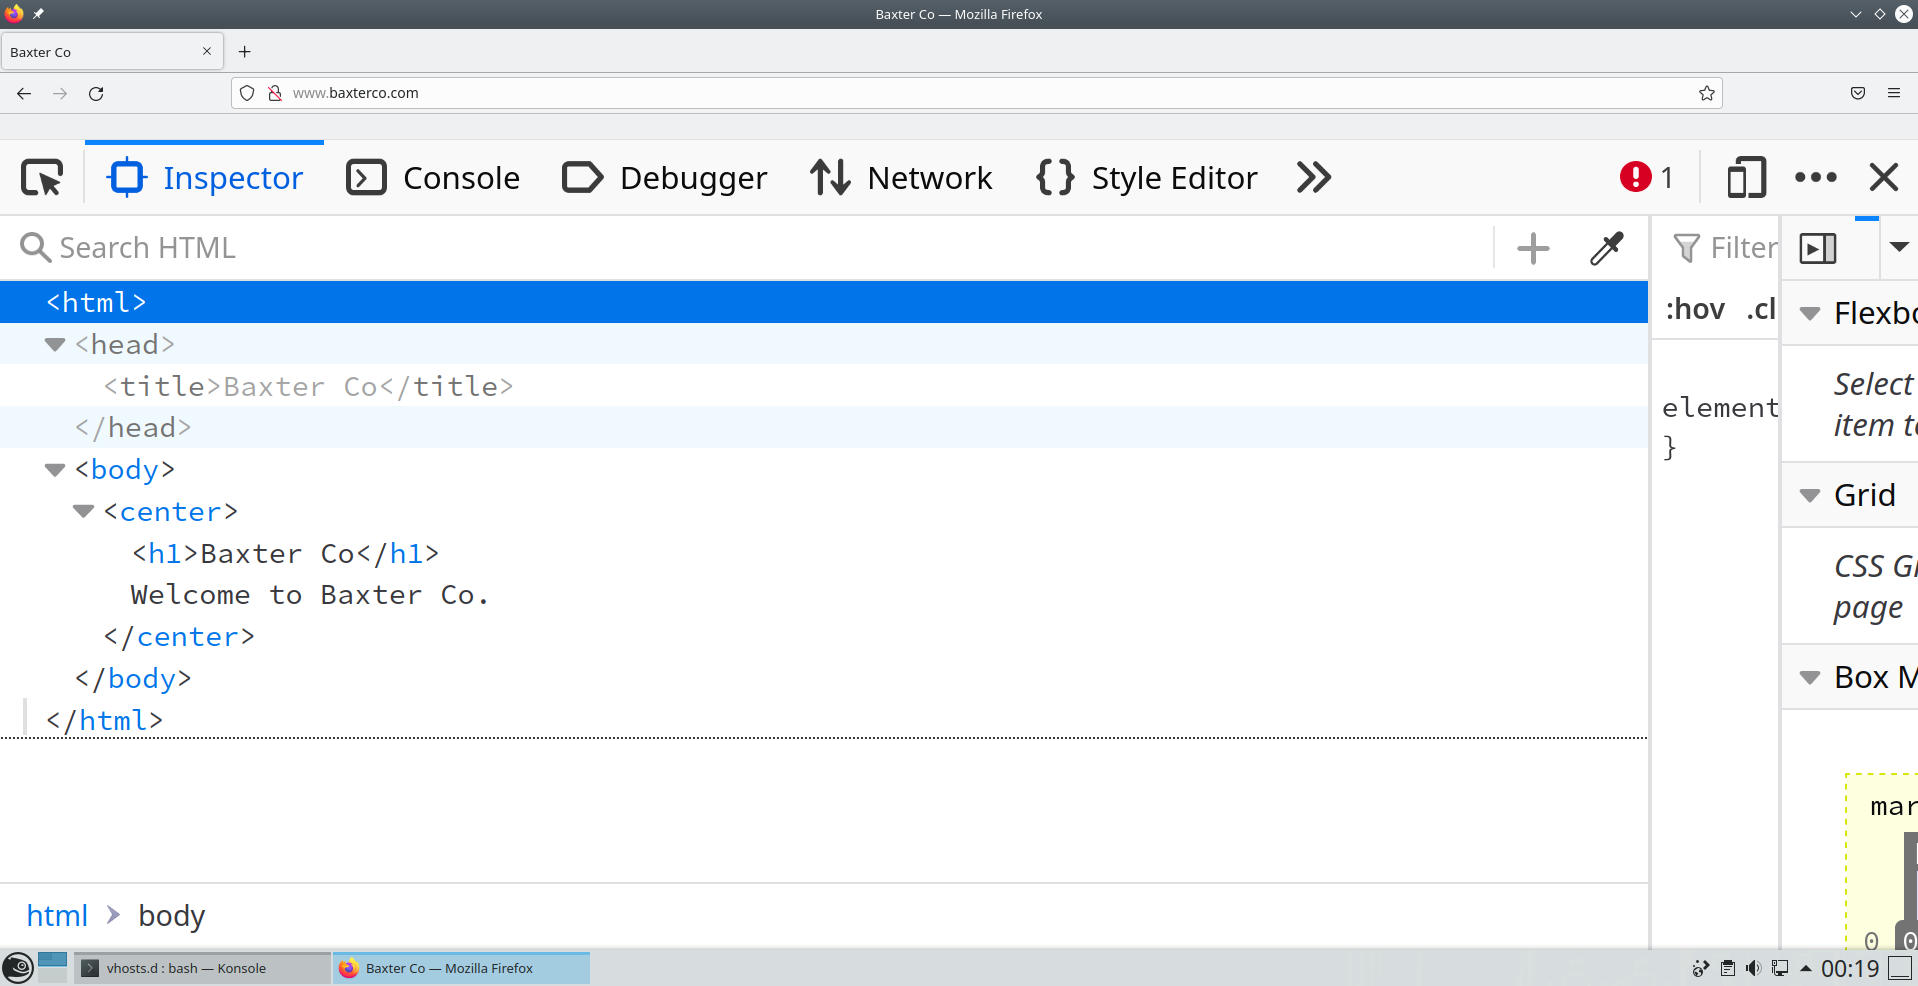 Baxter Co — Mozilla Firefox
Baxter Co
www.baxterco.com
Inspector Console Debugger Network Style Editor 1
Search HTML Filter
<html>
:hov .cl Flexbo
<head>
<title>Baxter Co</title>
Select
element
item to
</head>
}
<body>
Grid
<center>
<h1>Baxter Co</h1>
CSS Gr
Welcome to Baxter Co.
page
</center>
</body>
Box M
</html>
mar
html body
0 0
vhosts.d : bash — Konsole Baxter Co — Mozilla Firefox 00:19